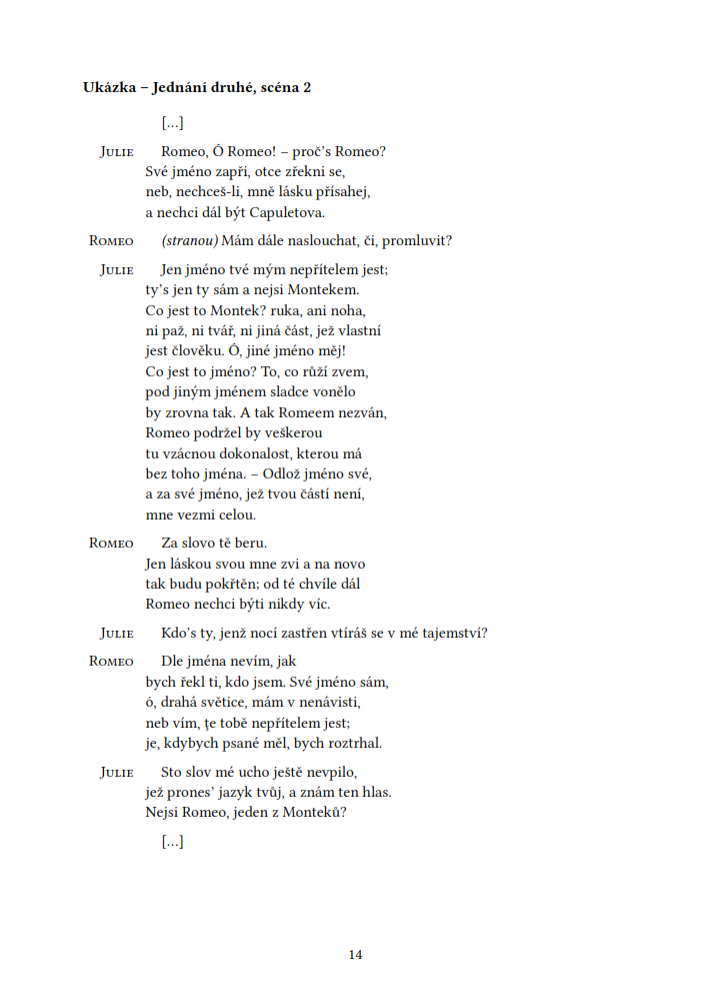 Ukázka – Jednání druhé, scéna 2
[…]
Julie Romeo, Ó Romeo! – proč’s Romeo?
Své jméno zapři, otce zřekni se,
neb, nechceš-li, mně lásku přísahej,
a nechci dál být Capuletova.
Romeo (stranou) Mám dále naslouchat, či, promluvit?
Julie Jen jméno tvé mým nepřítelem jest;
ty’s jen ty sám a nejsi Montekem.
Co jest to Montek? ruka, ani noha,
ni paž, ni tvář, ni jiná část, jež vlastní
jest člověku. Ó, jiné jméno měj!
Co jest to jméno? To, co růží zvem,
pod jiným jménem sladce vonělo
by zrovna tak. A tak Romeem nezván,
Romeo podržel by veškerou
tu vzácnou dokonalost, kterou má
bez toho jména. – Odlož jméno své,
a za své jméno, jež tvou částí není,
mne vezmi celou.
Romeo Za slovo tě beru.
Jen láskou svou mne zvi a na novo
tak budu pokřtěn; od té chvíle dál
Romeo nechci býti nikdy víc.
Julie Kdo’s ty, jenž nocí zastřen vtíráš se v mé tajemství?
Romeo Dle jména nevím, jak
bych řekl ti, kdo jsem. Své jméno sám,
ó, drahá světice, mám v nenávisti,
neb vím, ţe tobě nepřítelem jest;
je, kdybych psané měl, bych roztrhal.
Julie Sto slov mé ucho ještě nevpilo,
jež prones’ jazyk tvůj, a znám ten hlas.
Nejsi Romeo, jeden z Monteků?
[…]
14